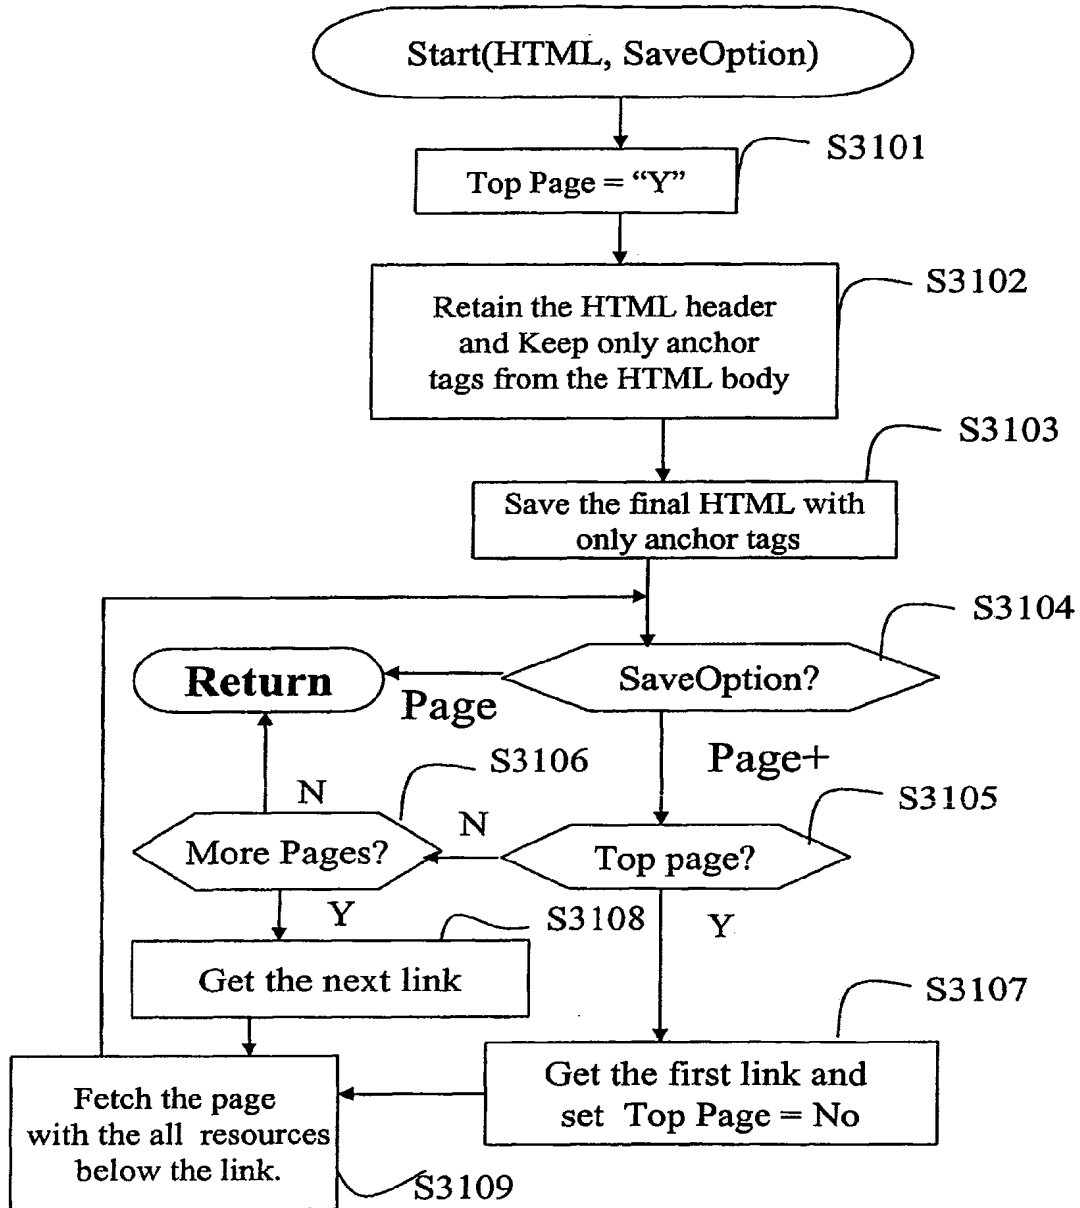 Start(HTML, SaveOption)
S3101
Top Page = “Y”
S3102
Retain the HTML header
and Keep only anchor
tags from the HTML body
S3103
Save the final HTML with
only anchor tags
S3104
SaveOption?
Return
Page
Page+
S3106
S3105
N
N
More Pages?
Top page?
Y
S3108
Y
Get the next link
S3107
Get the first link and
set Top Page = No
Fetch the page
with the all resources
below the link.
S3109